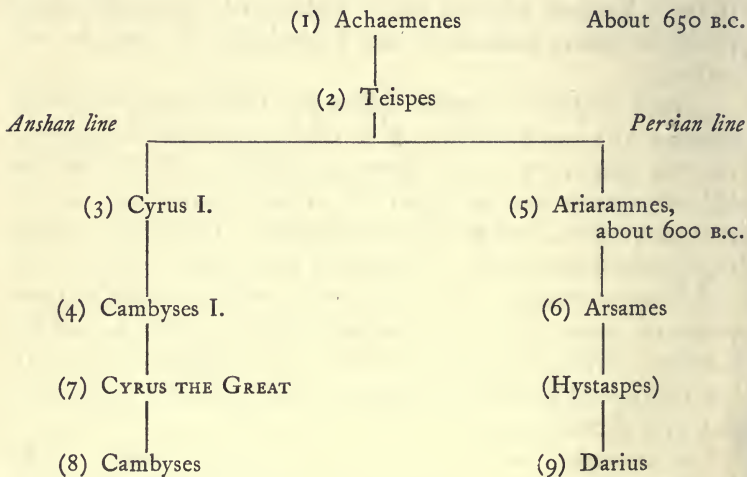 (1) Achaemenes About 650 B.C.
(2) Teispes
Anshan line Persian line
(3) Cyrus I. (5) Ariaramnes,
about 600 B.C.
(4) Cambyses I. (6) Arsames
(7) CYRUS THE GREAT (Hystaspes)
(8) Cambyses (9) Darius